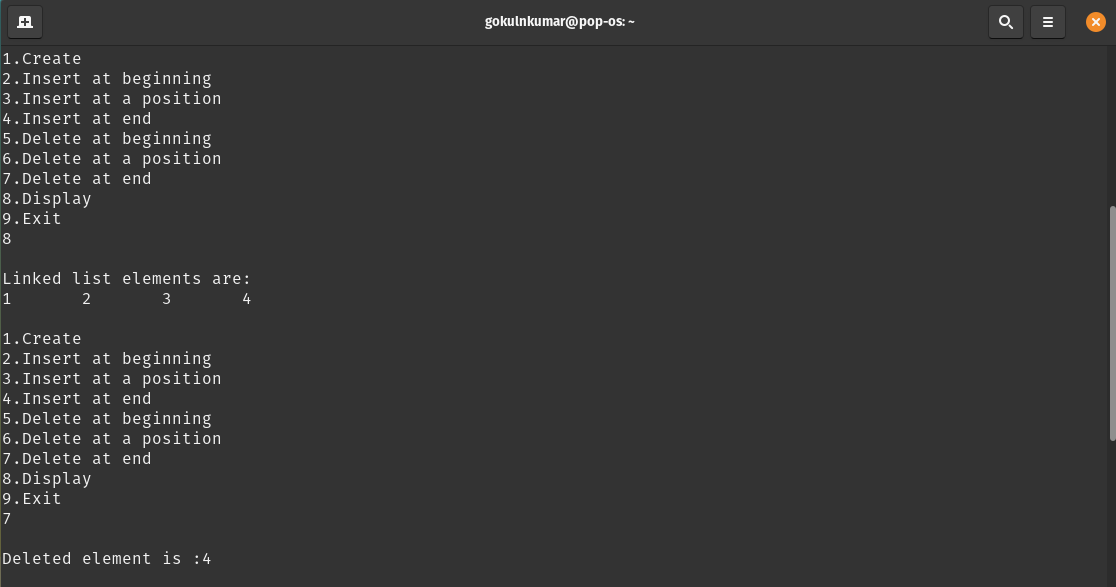 gokulnkumar@pop-os: ~
1.Create
2.Insert at beginning
3.Insert at a position
4.Insert at end
5.Delete at beginning
6.Delete at a position
7.Delete at end
8.Display
9.Exit
8
Linked list elements are:
1 2 3 4
1.Create
2.Insert at beginning
3.Insert at a position
4.Insert at end
5.Delete at beginning
6.Delete at a position
7.Delete at end
8.Display
9.Exit
7
Deleted element is :4